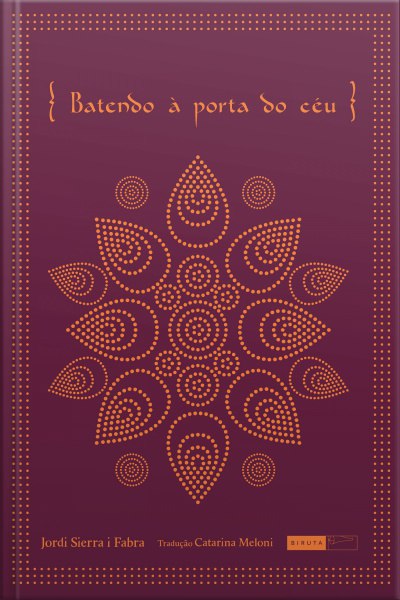 { Batendo à porta do céu }
Jordi Sierra i Fabra Tradução Catarina Meloni BIRUTA